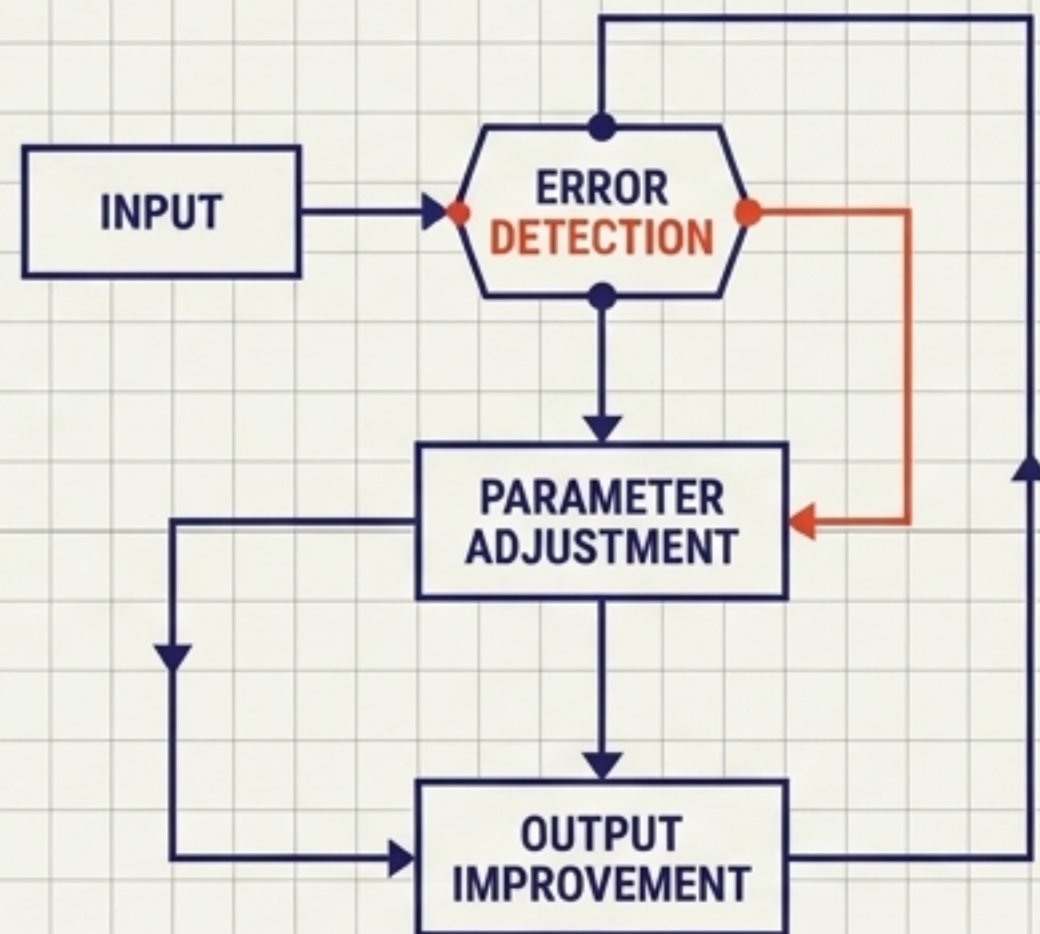 INPUT
ERROR
DETECTION
PARAMETER
ADJUSTMENT
OUTPUT
IMPROVEMENT